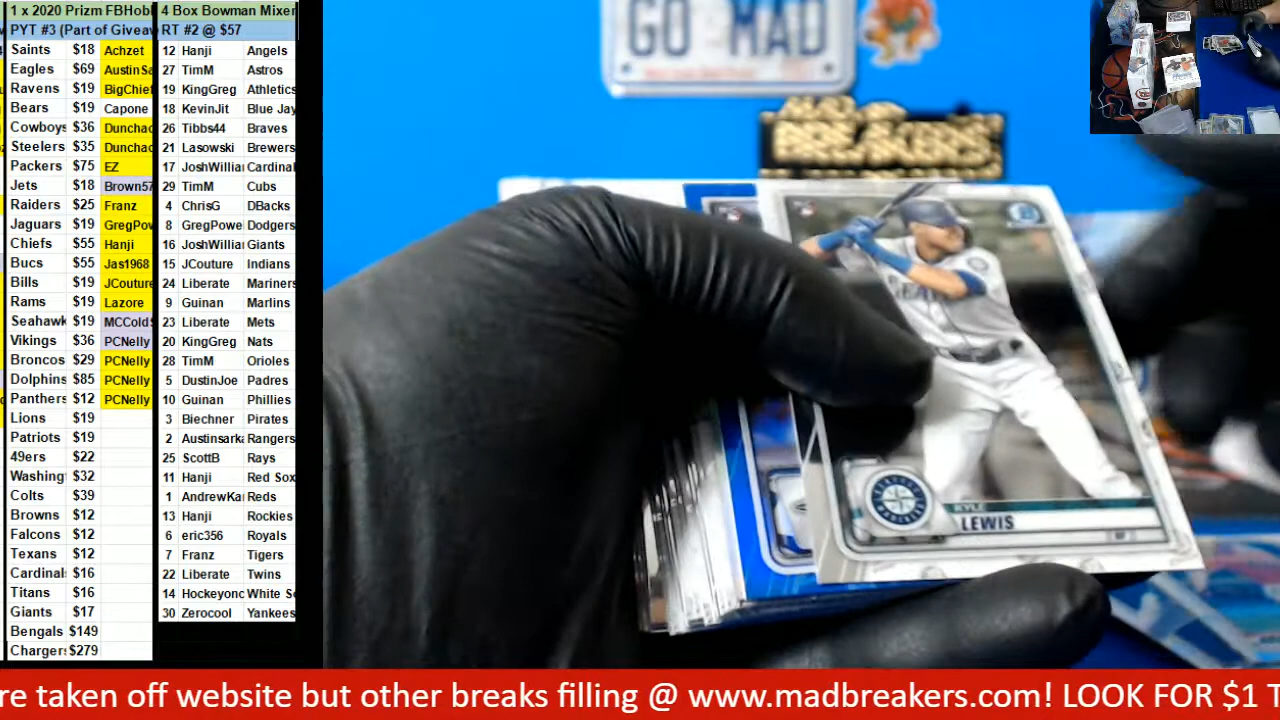 1 x 2020 Prizm FBHobi
PYT #3 (Part of Giveaw
Saints $18 Achzet
Eagles $69 AustinSa
Ravens $19 BigChief
Bears $19 Capone
Cowboys $36 Dunchac
Steelers $35 Dunchac
Packers $75 EZ
Jets $18 Brown57
Raiders $25 Franz
Jaguars $19 GregPov
Chiefs $55 Hanji
Bucs $55 Jas1968
Bills $19 JCouture
Rams $19 Lazore
Seahawk $19 MCColdS
Vikings $36 PCNelly
Broncos $29 PCNelly
Dolphins $85 PCNelly
Panthers $12 PCNelly
Lions $19
Patriots $19
49ers $22
Washing $32
Colts $39
Browns $12
Falcons $12
Texans $12
Cardinal $16
Titans $16
Giants $17
Bengals $149
Charger $279
4 Box Bowman Mixer
RT #2 @ $57
12 Hanji Angels
27 TimM Astros
19 KingGreg Athletics
18 KevinJit Blue Jay
26 Tibbs44 Braves
21 Lasowski Brewers
17 JoshWillia Cardinal
29 TimM Cubs
4 ChrisG DBacks
8 GregPowe Dodgers
16 JoshWillia Giants
15 JCouture Indians
24 Liberate Mariners
9 Guinan Marlins
23 Liberate Mets
20 KingGreg Nats
28 TimM Orioles
5 DustinJoe Padres
10 Guinan Phillies
3 Biechner Pirates
2 Austinsarka Rangers
25 ScottB Rays
11 Hanji Red Sox
1 AndrewKa Reds
13 Hanji Rockies
6 eric356 Royals
7 Franz Tigers
22 Liberate Twins
14 Hockeyonc White So
30 Zerocool Yankees
GO MAD
MAD
BREAKERS
KYLE
LEWIS
re taken off website but other breaks filling @ www.madbreakers.com! LOOK FOR $1 T